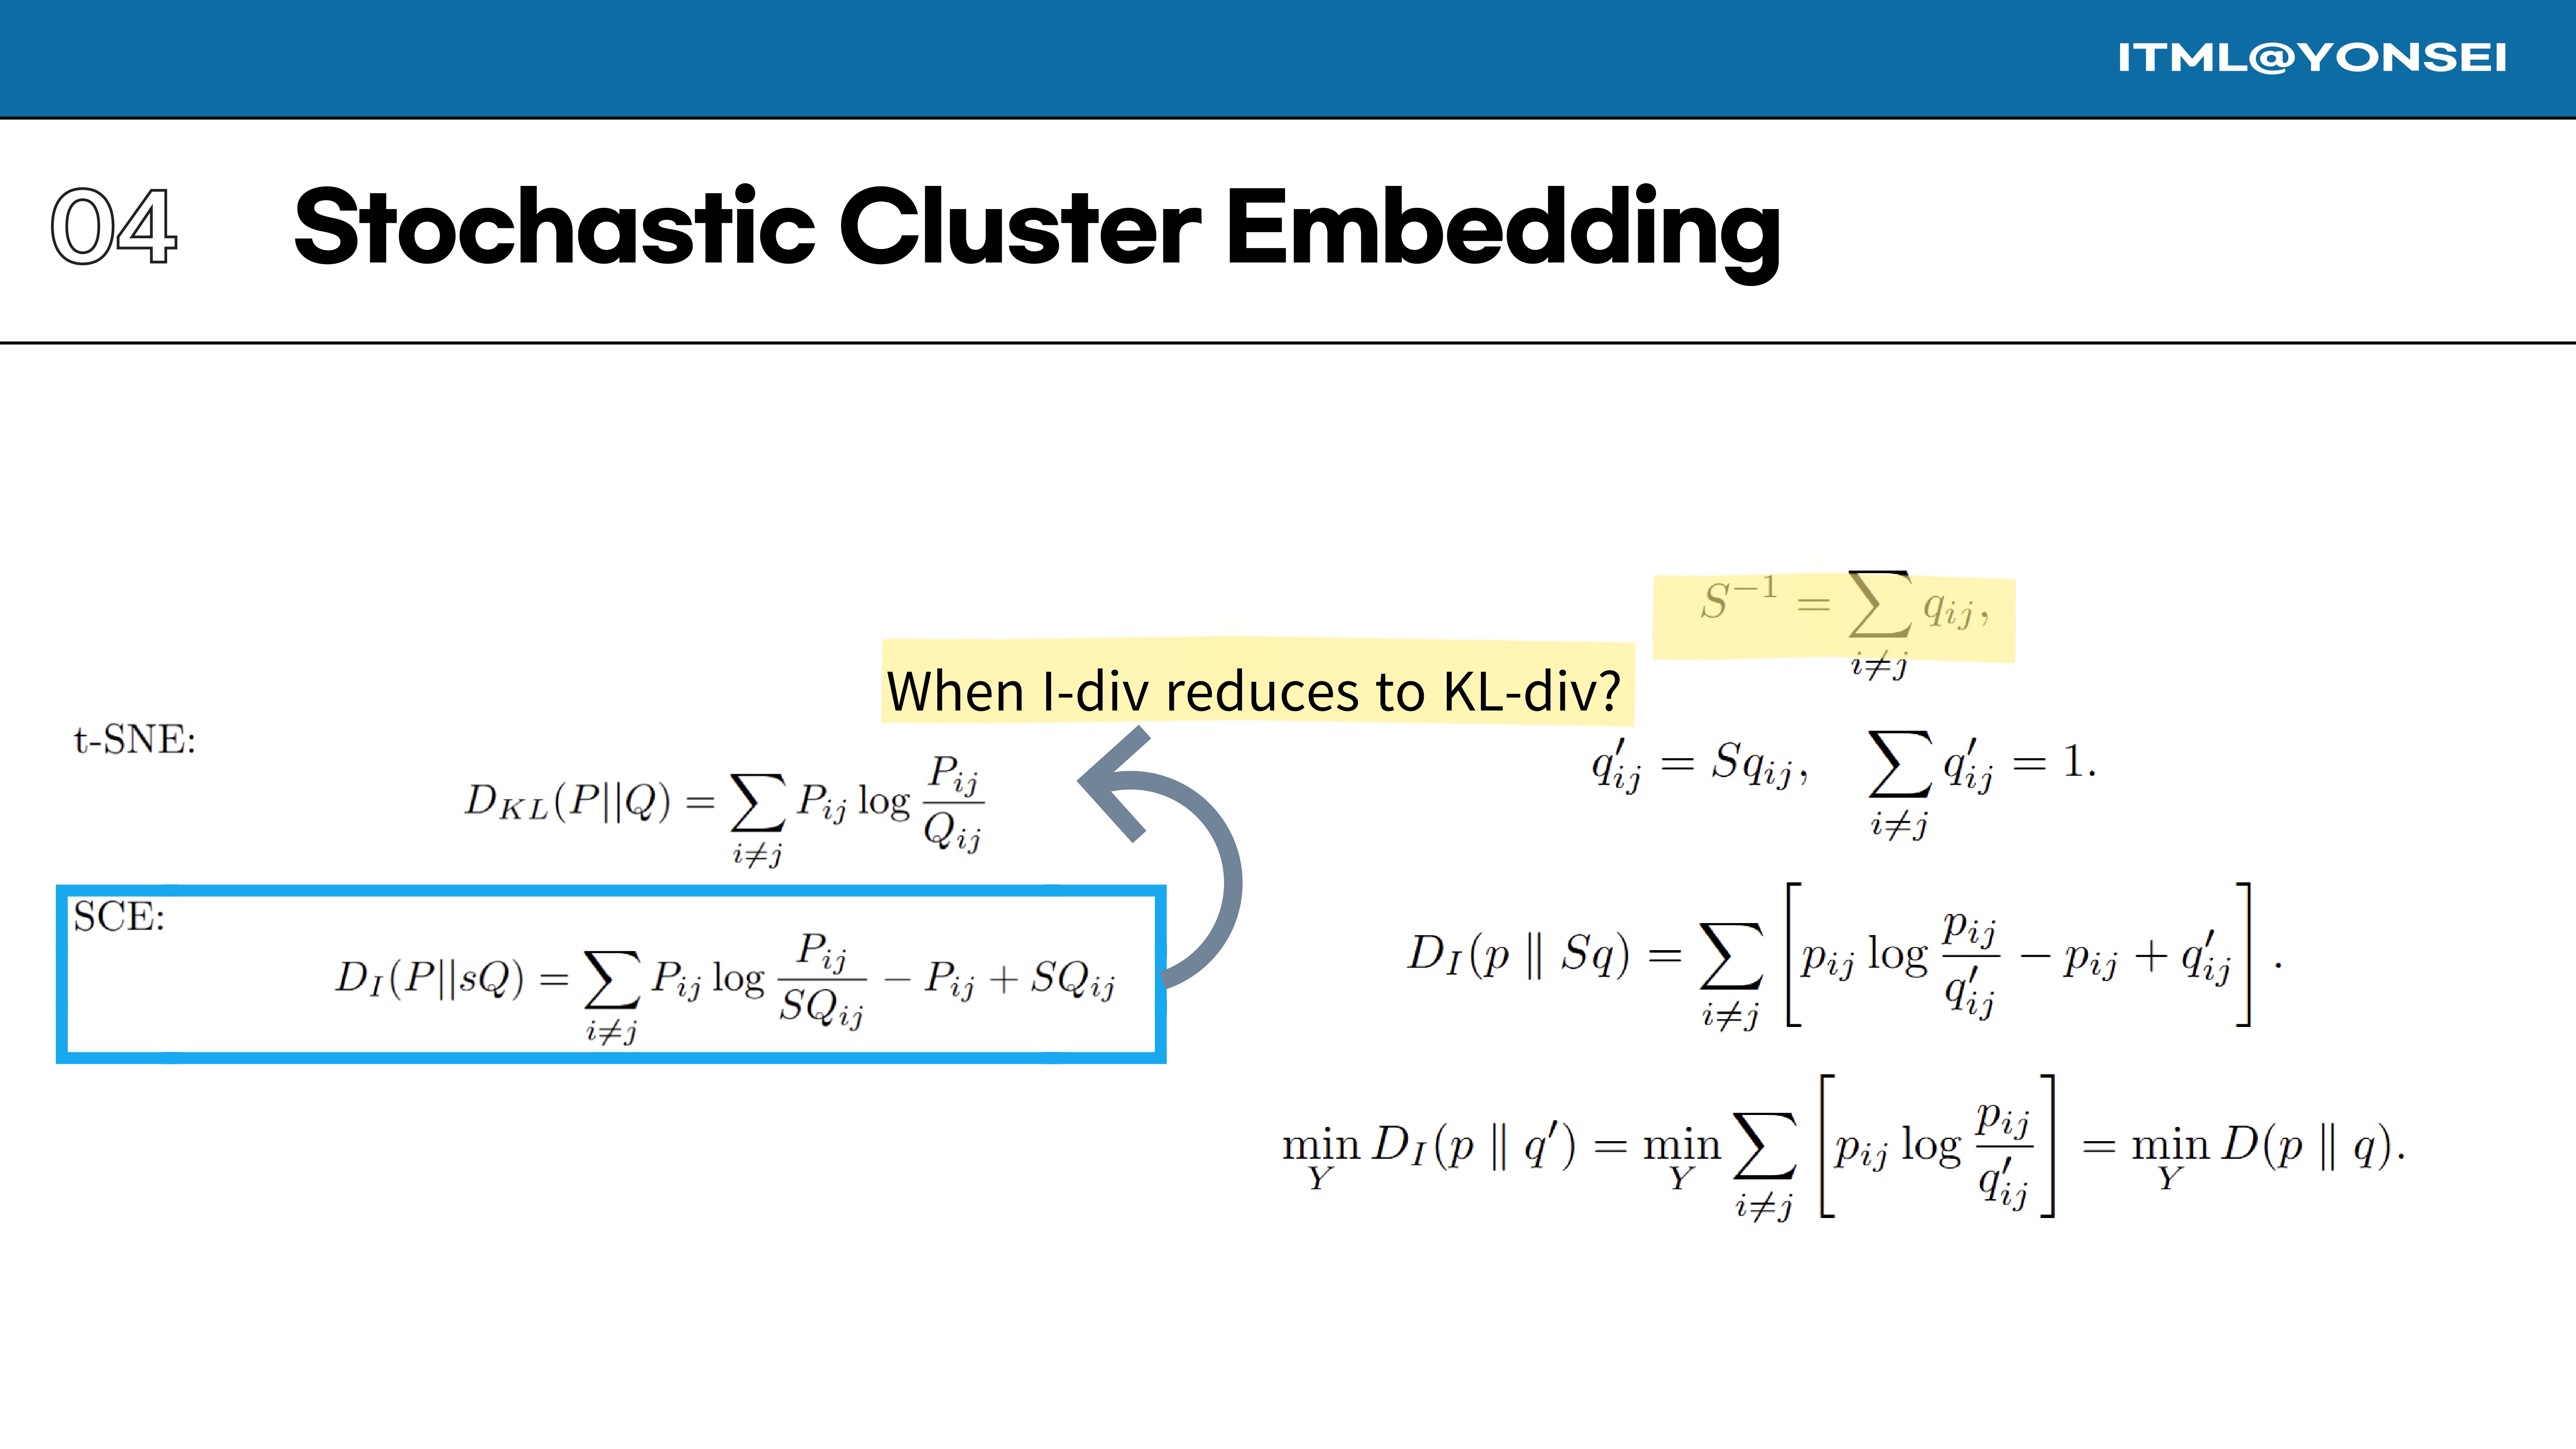 ITML@YONSEI
04 Stochastic Cluster Embedding
When I-div reduces to KL-div?
t-SNE:
D_{KL}(P||Q) = \sum_{i \neq j} P_{ij} \log \frac{P_{ij}}{Q_{ij}}
SCE:
D_I(P||sQ) = \sum_{i \neq j} P_{ij} \log \frac{P_{ij}}{SQ_{ij}} - P_{ij} + SQ_{ij}
S^{-1} = \sum_{i \neq j} q_{ij},
q'_{ij} = Sq_{ij}, \sum_{i \neq j} q'_{ij} = 1.
D_I(p \parallel Sq) = \sum_{i \neq j} \left[ p_{ij} \log \frac{p_{ij}}{q'_{ij}} - p_{ij} + q'_{ij} \right].
\min_Y D_I(p \parallel q') = \min_Y \sum_{i \neq j} \left[ p_{ij} \log \frac{p_{ij}}{q'_{ij}} \right] = \min_Y D(p \parallel q).